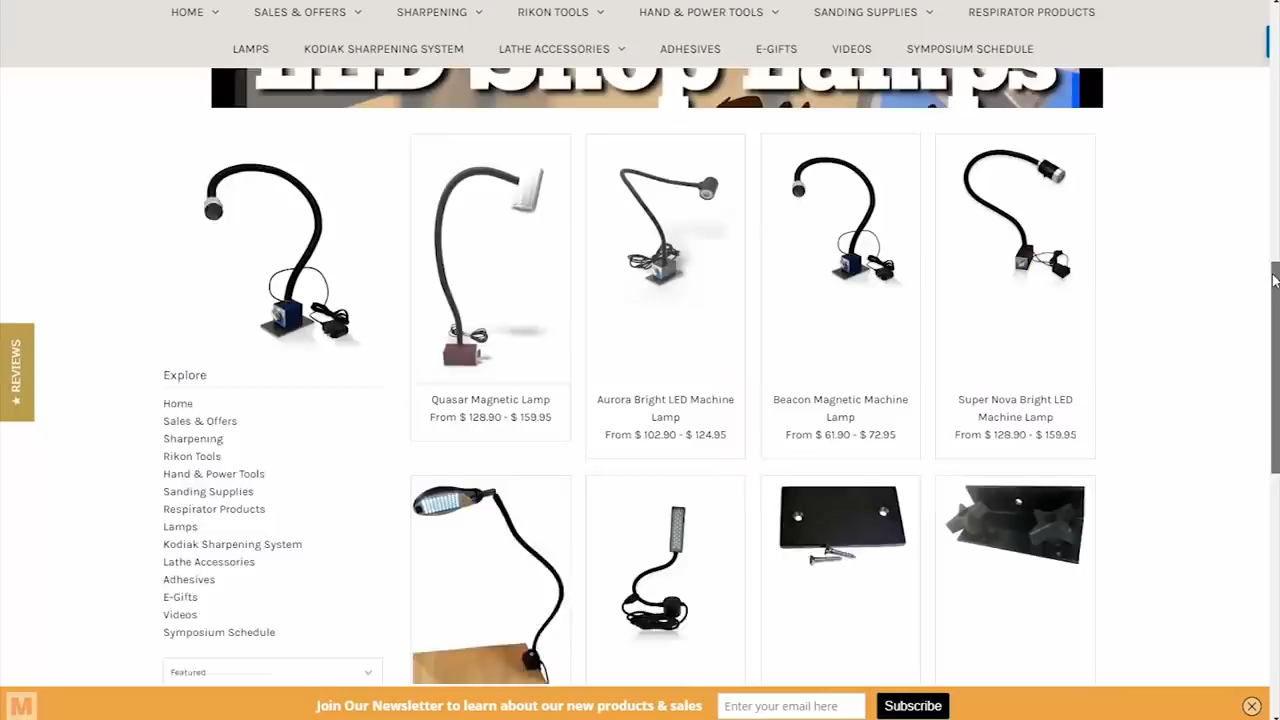 HOME
SALES & OFFERS
SHARPENING
RIKON TOOLS
HAND & POWER TOOLS
SANDING SUPPLIES
RESPIRATOR PRODUCTS
LAMPS
KODIAK SHARPENING SYSTEM
LATHE ACCESSORIES
ADHESIVES
E-GIFTS
VIDEOS
SYMPOSIUM SCHEDULE
LED Shop Lamps
★ REVIEWS
Explore
Home
Sales & Offers
Sharpening
Rikon Tools
Hand & Power Tools
Sanding Supplies
Respirator Products
Lamps
Kodiak Sharpening System
Lathe Accessories
Adhesives
E-Gifts
Videos
Symposium Schedule
Featured
Quasar Magnetic Lamp
From $ 128.90 - $ 159.95
Aurora Bright LED Machine
Lamp
From $ 102.90 - $ 124.95
Beacon Magnetic Machine
Lamp
From $ 61.90 - $ 72.95
Super Nova Bright LED
Machine Lamp
From $ 128.90 - $ 159.95
M
Join Our Newsletter to learn about our new products & sales
Enter your email here
Subscribe